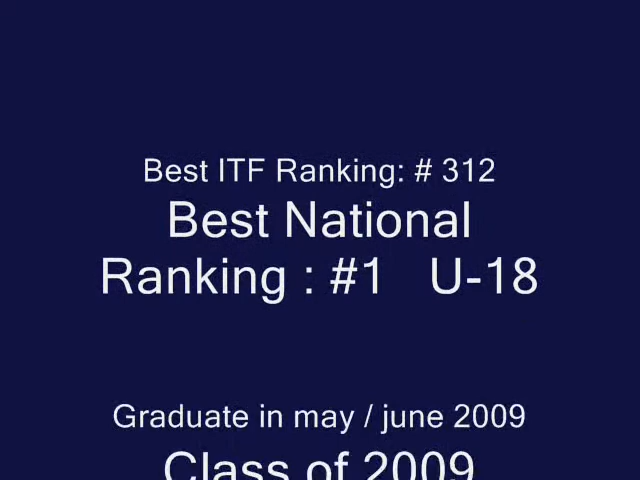 Best ITF Ranking: # 312
Best National
Ranking : #1 U-18
Graduate in may / june 2009
Class of 2009